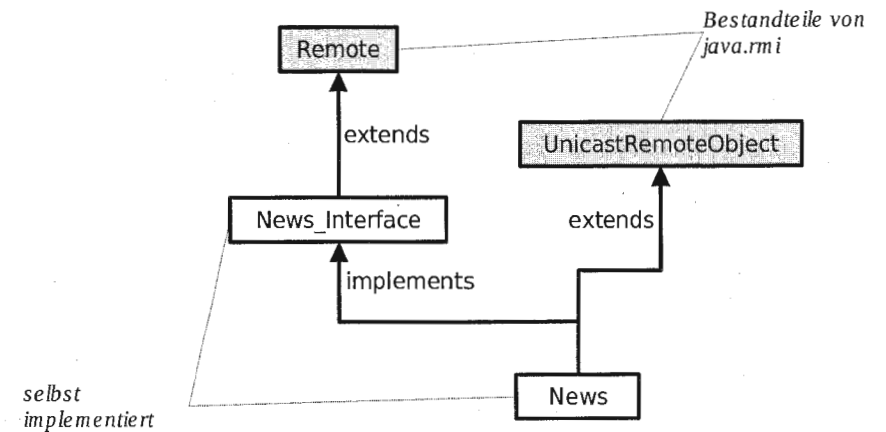 Bestandteile von
java.rmi
Remote
extends
UnicastRemoteObject
News_Interface
extends
implements
selbst
implementiert
News